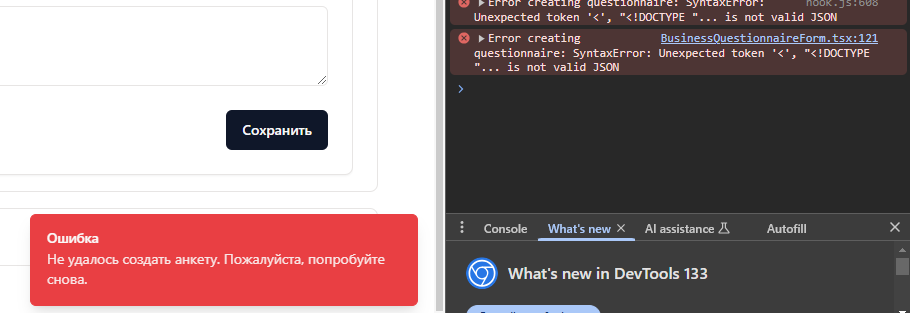 Error creating questionnaire: SyntaxError: hook.js:608
Unexpected token '<', "<!DOCTYPE "... is not valid JSON
Error creating BusinessQuestionnaireForm.tsx:121
questionnaire: SyntaxError: Unexpected token '<', "<!DOCTYPE
"... is not valid JSON
Сохранить
Ошибка
Не удалось создать анкету. Пожалуйста, попробуйте
снова.
Console What's new AI assistance Autofill
What's new in DevTools 133